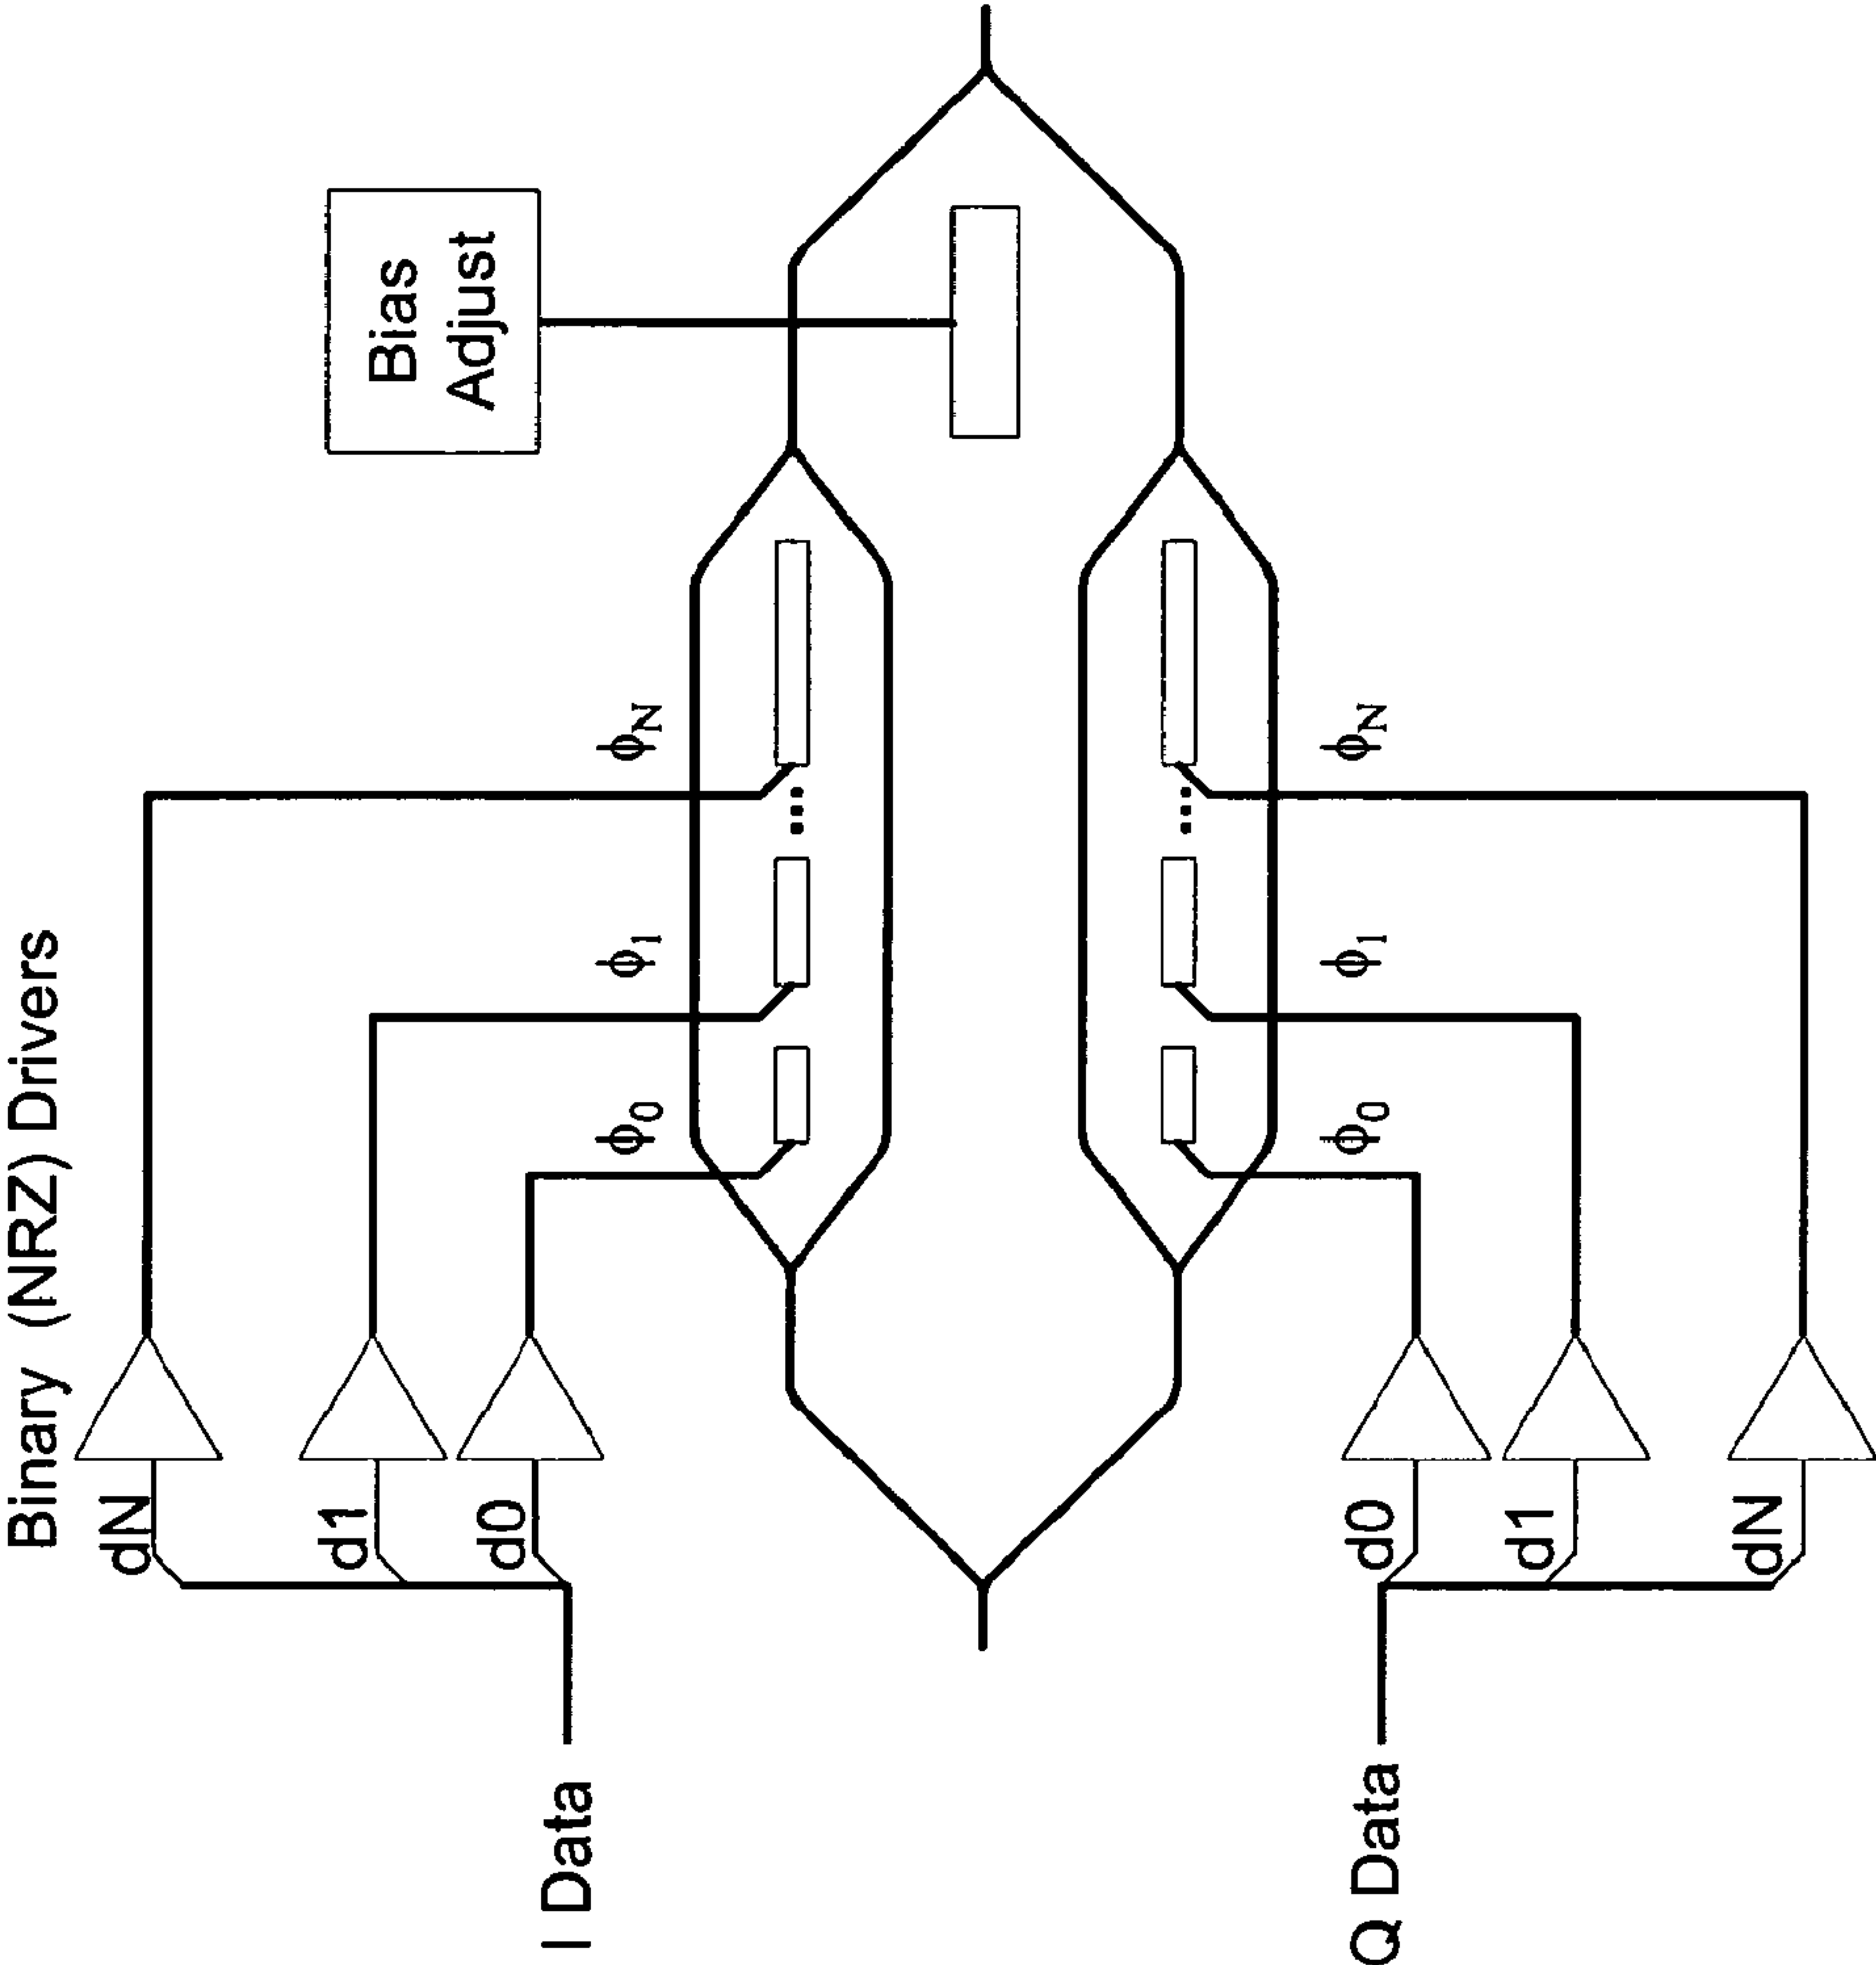 Binary (NRZ) Drivers
dN
d1
d0
I Data
ϕ0
ϕ1
...
ϕN
Bias
Adjust
Q Data
d0
d1
dN
ϕ0
ϕ1
...
ϕN